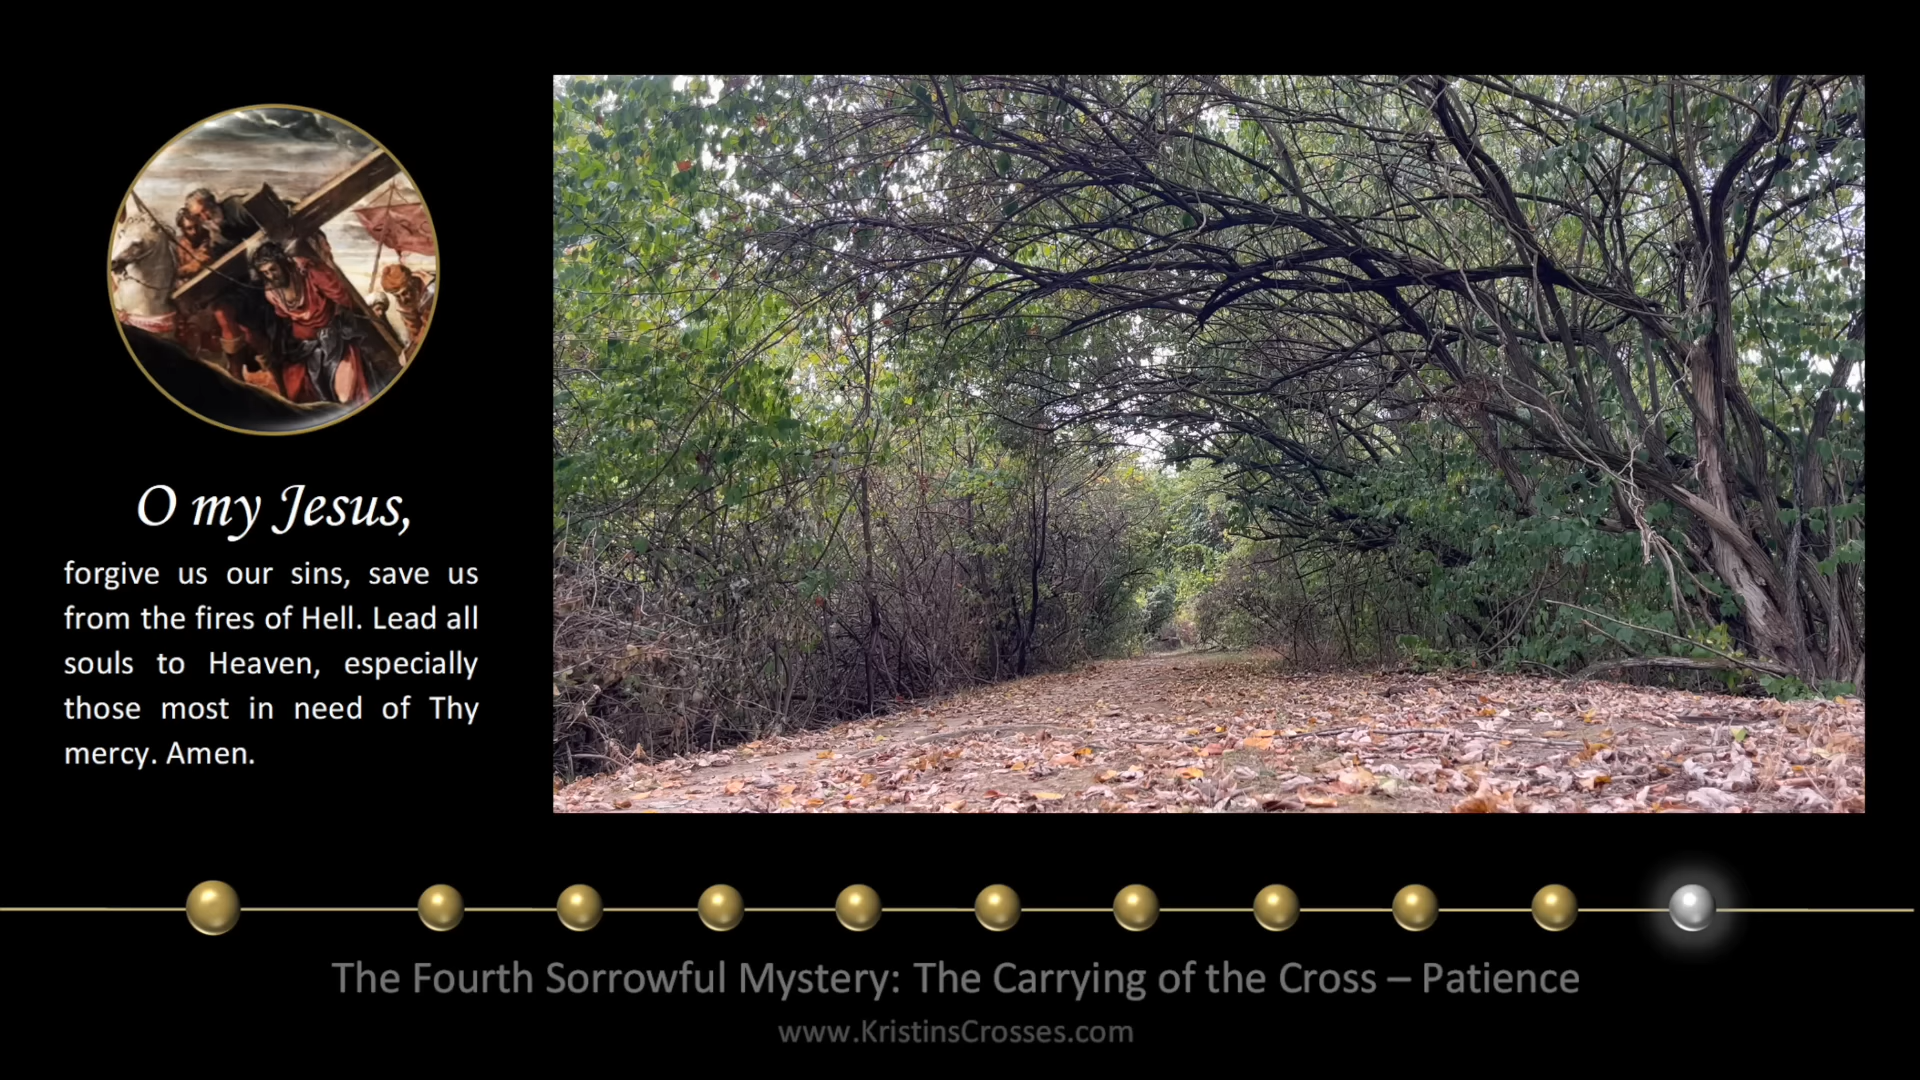 O my Jesus,
forgive us our sins, save us
from the fires of Hell. Lead all
souls to Heaven, especially
those most in need of Thy
mercy. Amen.
The Fourth Sorrowful Mystery: The Carrying of the Cross – Patience
www.KristinsCrosses.com